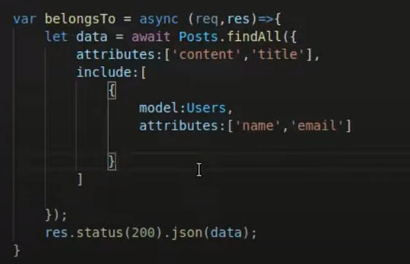 var belongsTo = async (req,res)=>{
let data = await Posts.findAll({
attributes:['content','title'],
include:[
{
model:Users,
attributes:['name','email']
}
]
});
res.status(200).json(data);
}